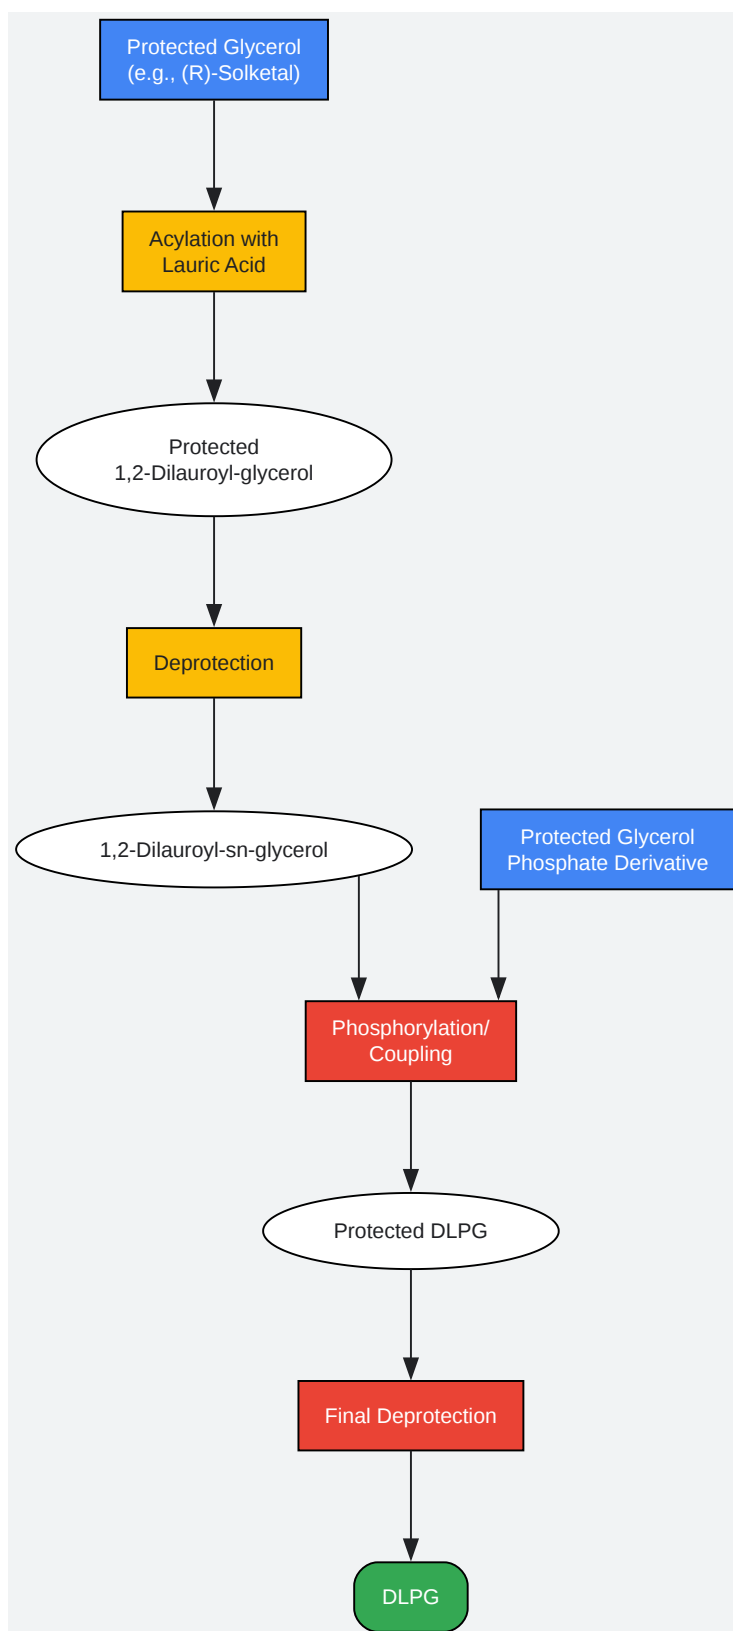 Protected Glycerol
(e.g., (R)-Solketal)
Acylation with
Lauric Acid
Protected
1,2-Dilauroyl-glycerol
Deprotection
1,2-Dilauroyl-sn-glycerol
Protected Glycerol
Phosphate Derivative
Phosphorylation/
Coupling
Protected DLPG
Final Deprotection
DLPG